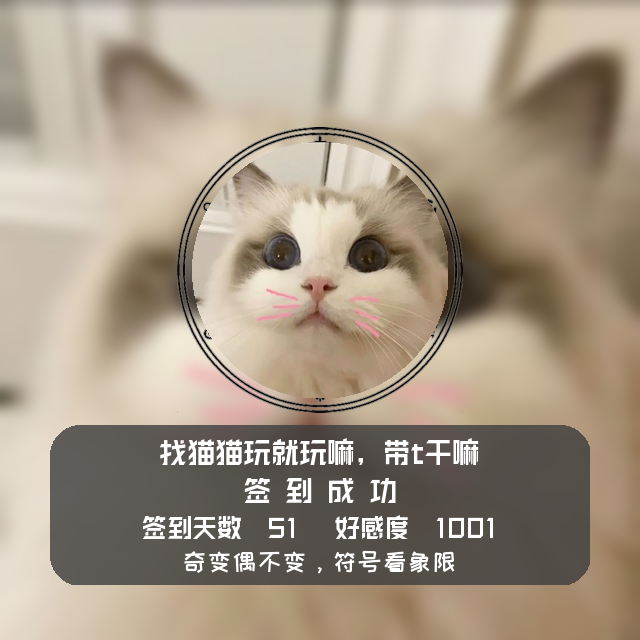 找猫猫玩就玩嘛，带t干嘛
签 到 成 功
签到天数 51 好感度 1001
奇变偶不变，符号看象限